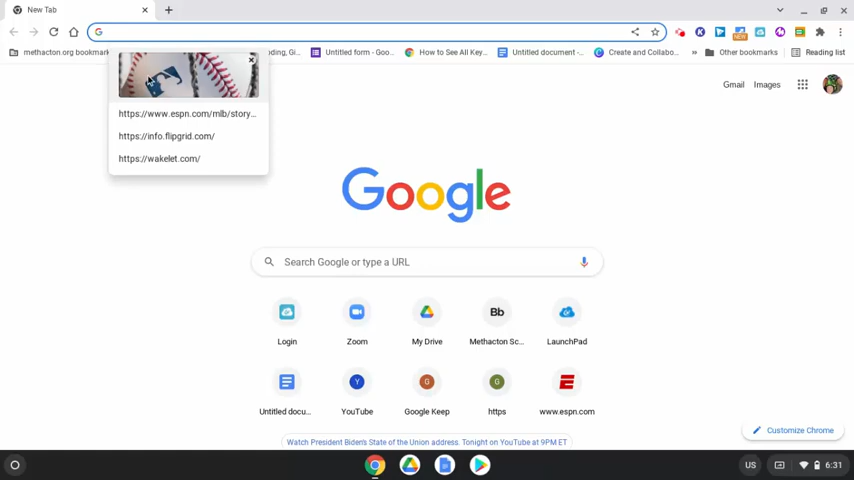 New Tab
methacton org bookmark
ding, Gi...
Untitled form - Goo...
How to See All Key...
Untitled document -...
Create and Collabo...
»
Other bookmarks
Reading list
NEW
https://www.espn.com/mlb/story...
https://info.flipgrid.com/
https://wakelet.com/
Gmail
Images
Google
Search Google or type a URL
Login
Zoom
My Drive
Bb
Methacton Sc...
LaunchPad
Untitled docu...
Y
YouTube
G
Google Keep
G
https
www.espn.com
Customize Chrome
Watch President Biden's State of the Union address. Tonight on YouTube at 9PM ET
US
6:31